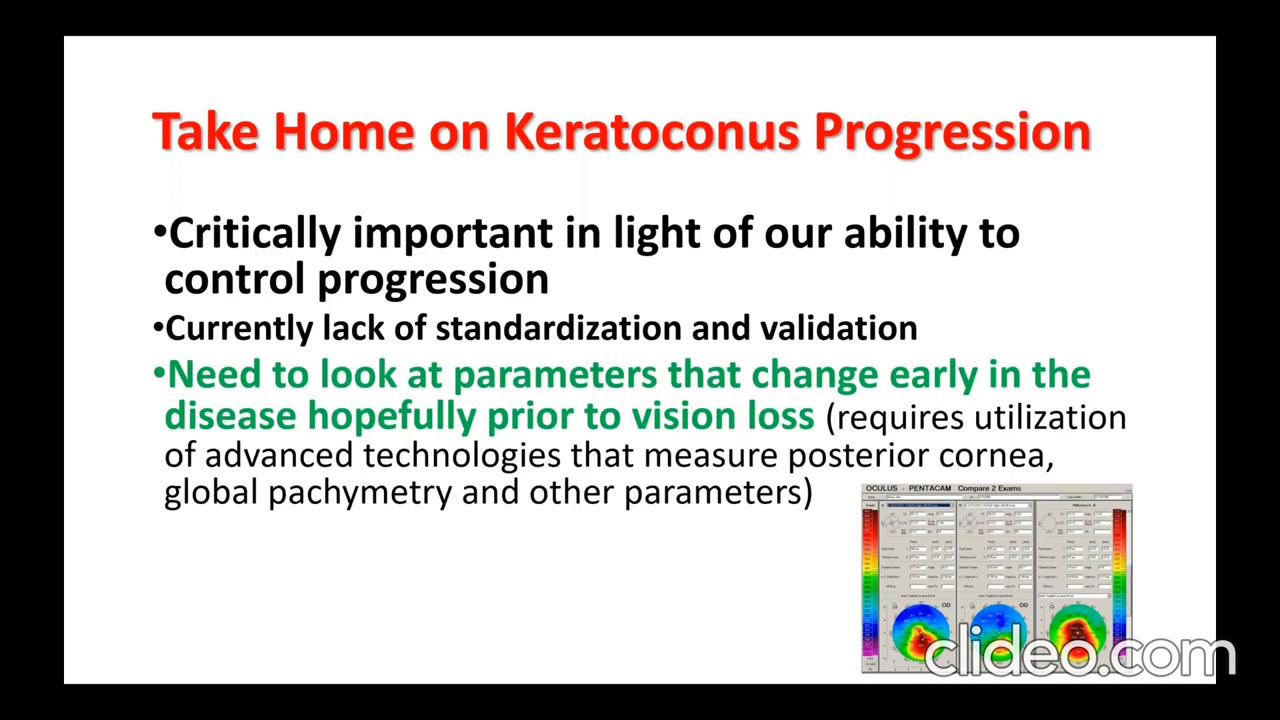 Take Home on Keratoconus Progression
•Critically important in light of our ability to
control progression
•Currently lack of standardization and validation
•Need to look at parameters that change early in the
disease hopefully prior to vision loss (requires utilization
of advanced technologies that measure posterior cornea,
global pachymetry and other parameters)
OCULUS - PENTACAM Compare 2 Exams
OD
OD
clideo.com